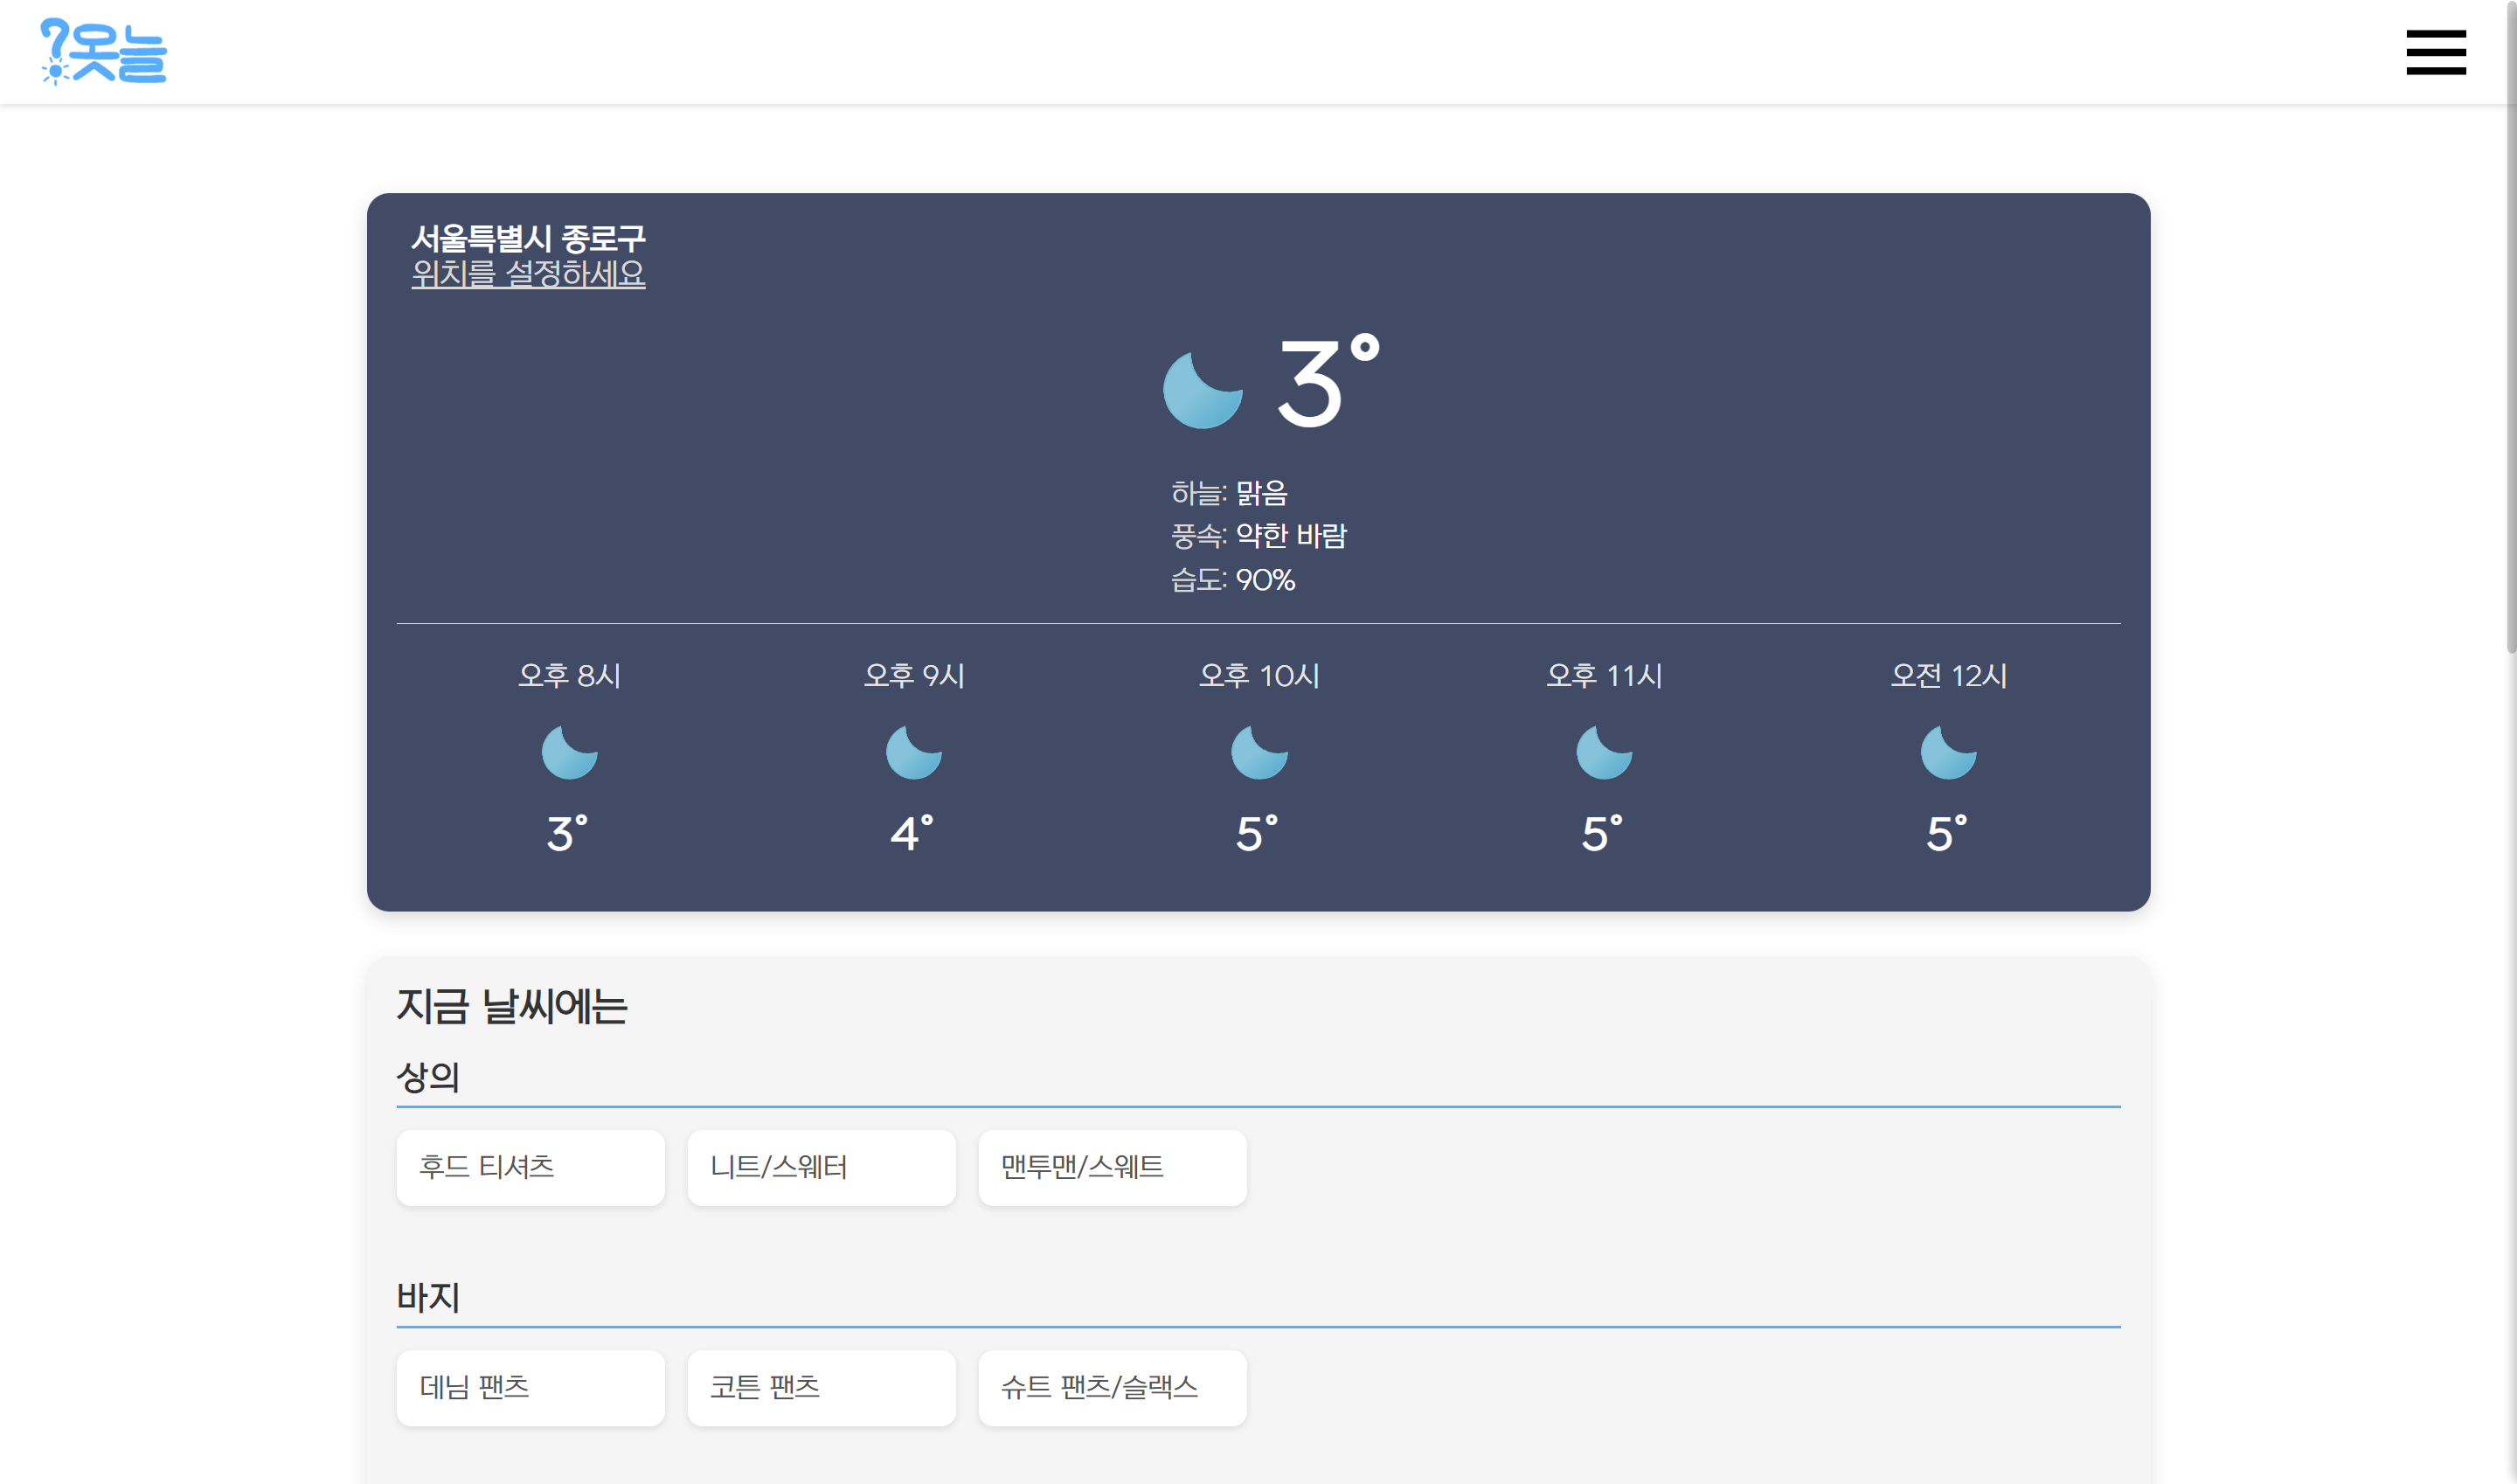 ?옷늘
서울특별시 종로구
위치를 설정하세요
3°
하늘: 맑음
풍속: 약한 바람
습도: 90%
오후 8시 오후 9시 오후 10시 오후 11시 오전 12시
3° 4° 5° 5° 5°
지금 날씨에는
상의
후드 티셔츠 니트/스웨터 맨투맨/스웨트
바지
데님 팬츠 코튼 팬츠 슈트 팬츠/슬랙스